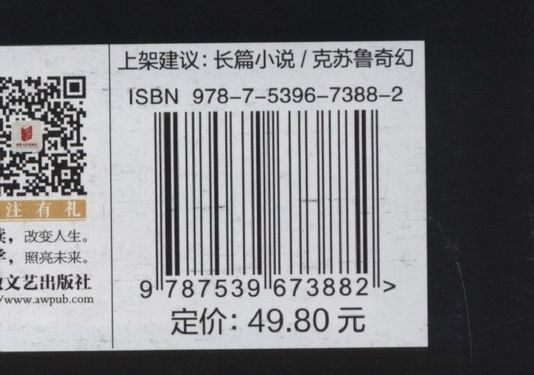 上架建议：长篇小说 / 克苏鲁奇幻
ISBN 978-7-5396-7388-2
9 787539 673882 >
定价：49.80 元
注有礼
改变人生。
照亮未来。
文艺出版社
www.awpub.com